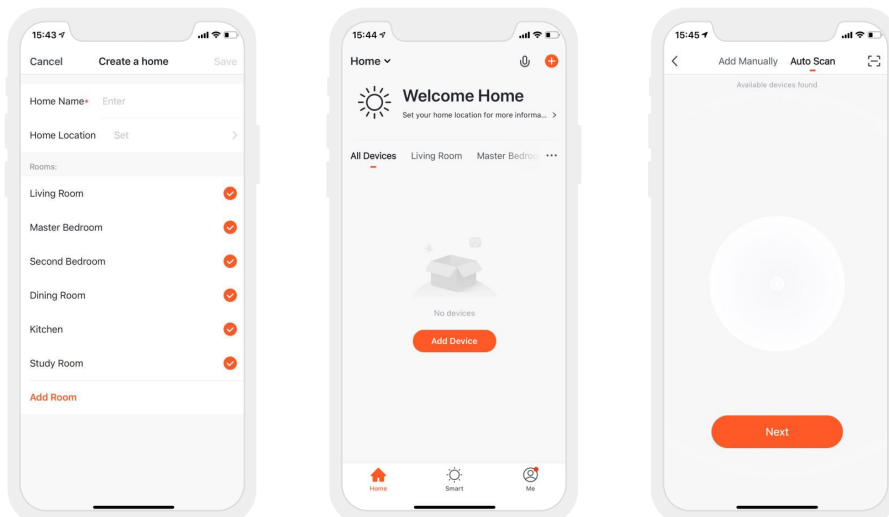 15:43
Cancel
Create a home
Save
Home Name*
Enter
Home Location
Set
Rooms:
Living Room
Master Bedroom
Second Bedroom
Dining Room
Kitchen
Study Room
Add Room
15:44
Home
Welcome Home
Set your home location for more informa...
All Devices
Living Room
Master Bedroo
...
No devices
Add Device
Home
Smart
Me
15:45
Add Manually
Auto Scan
Available devices found
Next